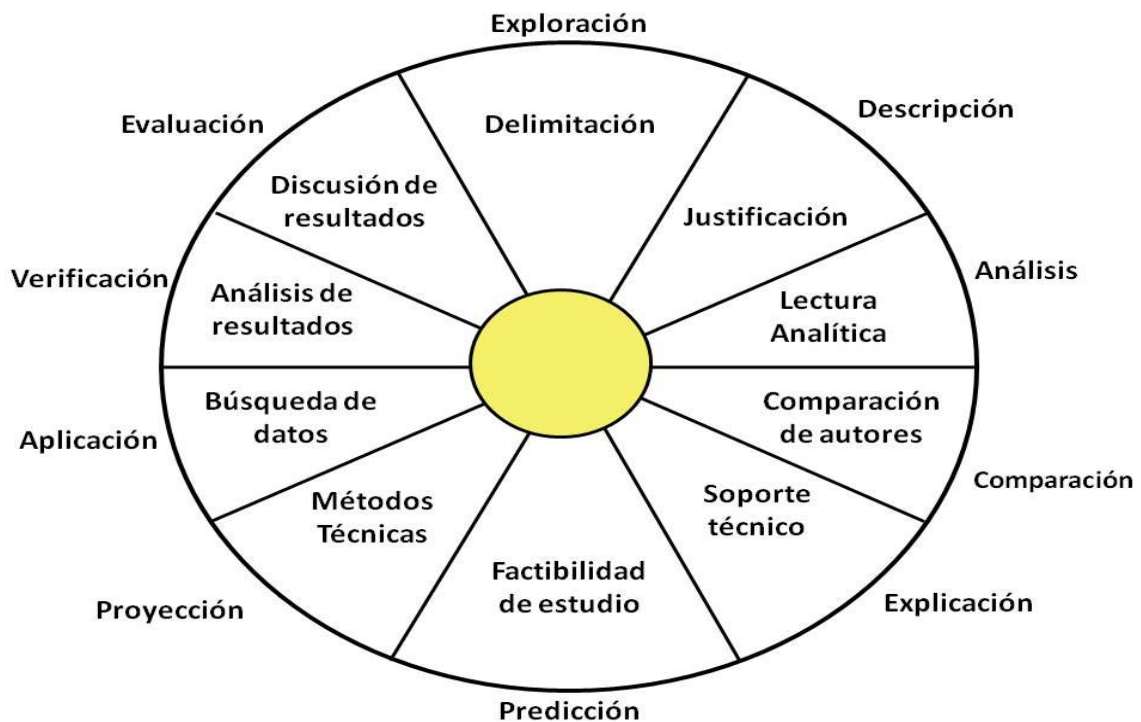 Exploración
Delimitación
Descripción
Justificación
Análisis
Lectura
Analítica
Comparación
de autores
Comparación
Soporte
técnico
Explicación
Factibilidad
de estudio
Predicción
Métodos
Técnicas
Proyección
Búsqueda de
datos
Aplicación
Análisis de
resultados
Verificación
Discusión de
resultados
Evaluación